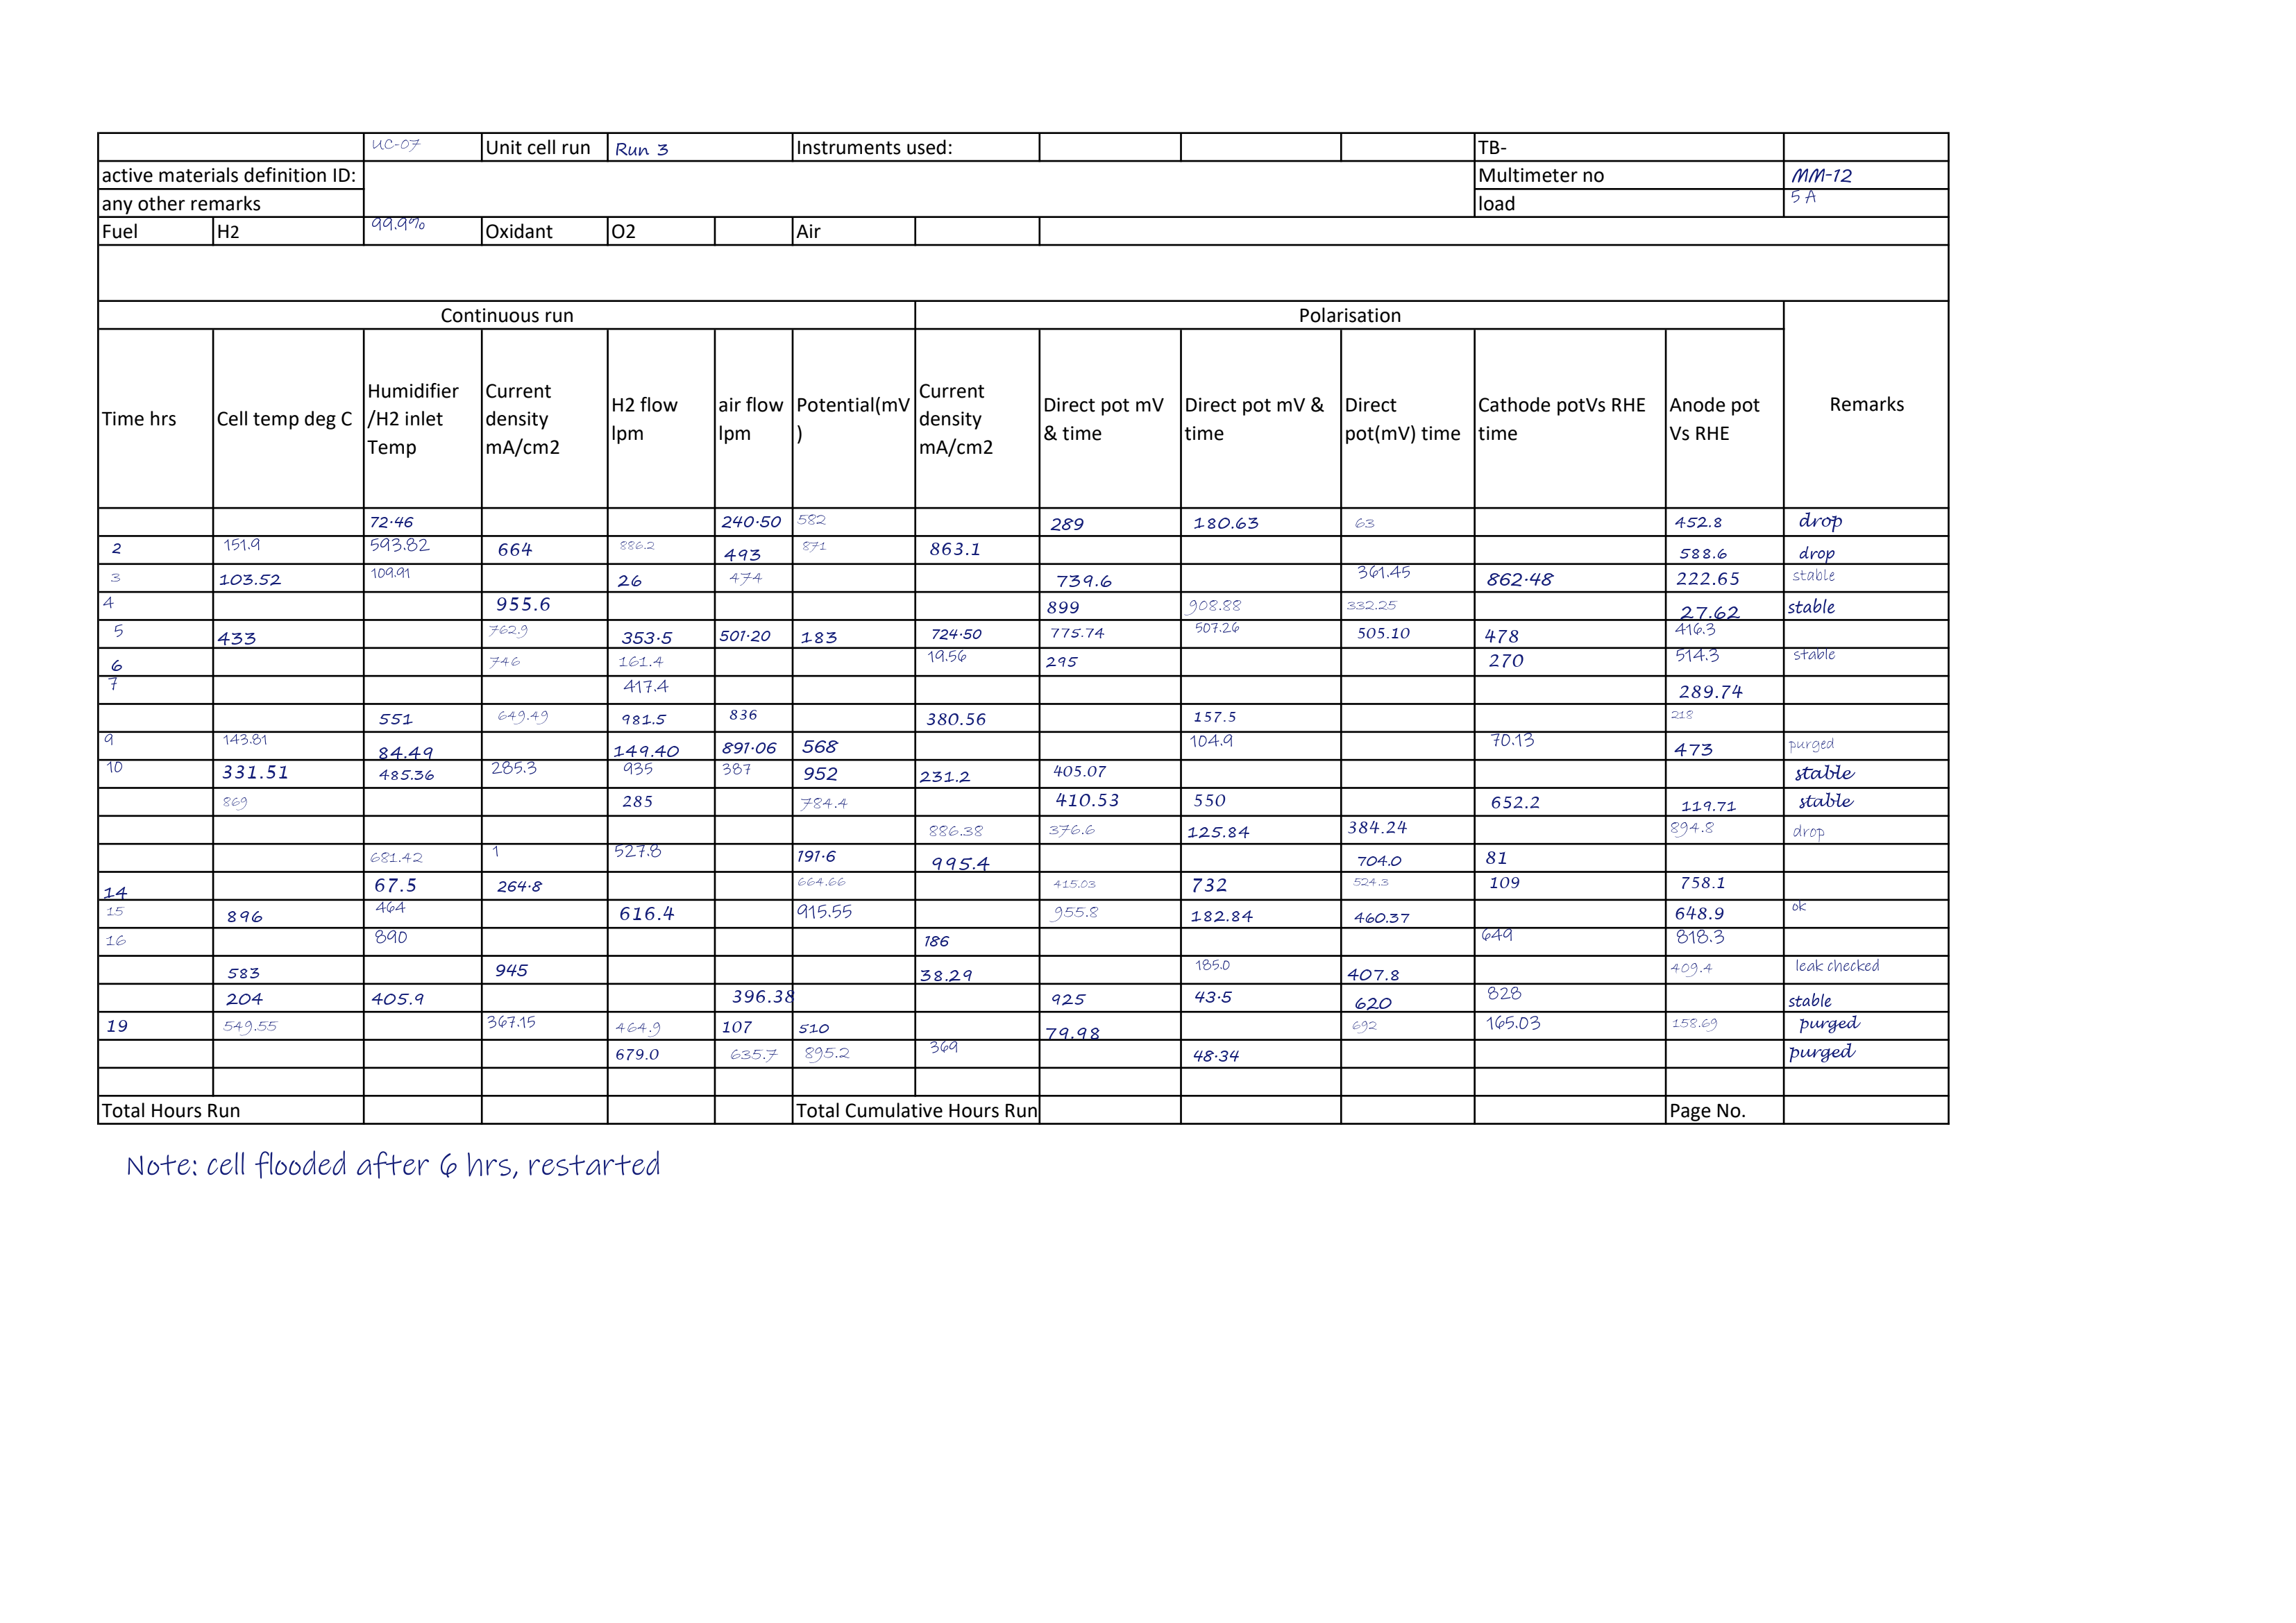 UC-07 Unit cell run Run 3 Instruments used: TB-
active materials definition ID: Multimeter no MM-12
any other remarks load 5 A
Fuel H2 99.9% Oxidant O2 Air
Continuous run Polarisation
Time hrs Cell temp deg C Humidifier /H2 inlet Temp Current density mA/cm2 H2 flow lpm air flow lpm Potential(mV ) Current density mA/cm2 Direct pot mV & time Direct pot mV & time Direct pot(mV) time Cathode potVs RHE time Anode pot Vs RHE Remarks
72·46 240·50 582 289 180.63 63 452.8 drop
2 151.9 593.82 664 886.2 493 871 863.1 588.6 drop
3 103.52 109.91 26 474 739.6 361.45 862·48 222.65 stable
4 955.6 899 908.88 332.25 27.62 stable
5 433 762.9 353·5 501·20 183 724·50 775.74 507.26 505.10 478 416.3
6 746 161.4 19.56 295 270 514.3 stable
7 417.4 289.74
551 649.49 981.5 836 380.56 157.5 218
9 143.81 84.49 149.40 891·06 568 104.9 70.13 473 purged
10 331.51 485.36 285.3 935 387 952 231.2 405.07 stable
869 285 784.4 410.53 550 652.2 119.71 stable
886.38 376.6 125.84 384.24 894.8 drop
681.42 1 527.8 191·6 995.4 704.0 81
14 67.5 264·8 664.66 415.03 732 524.3 109 758.1
15 896 464 616.4 915.55 955.8 182.84 460.37 648.9 ok
16 890 186 649 818.3
583 945 38.29 185.0 407.8 409.4 leak checked
204 405.9 396.38 925 43·5 620 828 stable
19 549.55 367.15 464.9 107 510 79.98 692 165.03 158.69 purged
679.0 635.7 895.2 369 48·34 purged
Total Hours Run Total Cumulative Hours Run Page No.
Note: cell flooded after 6 hrs, restarted